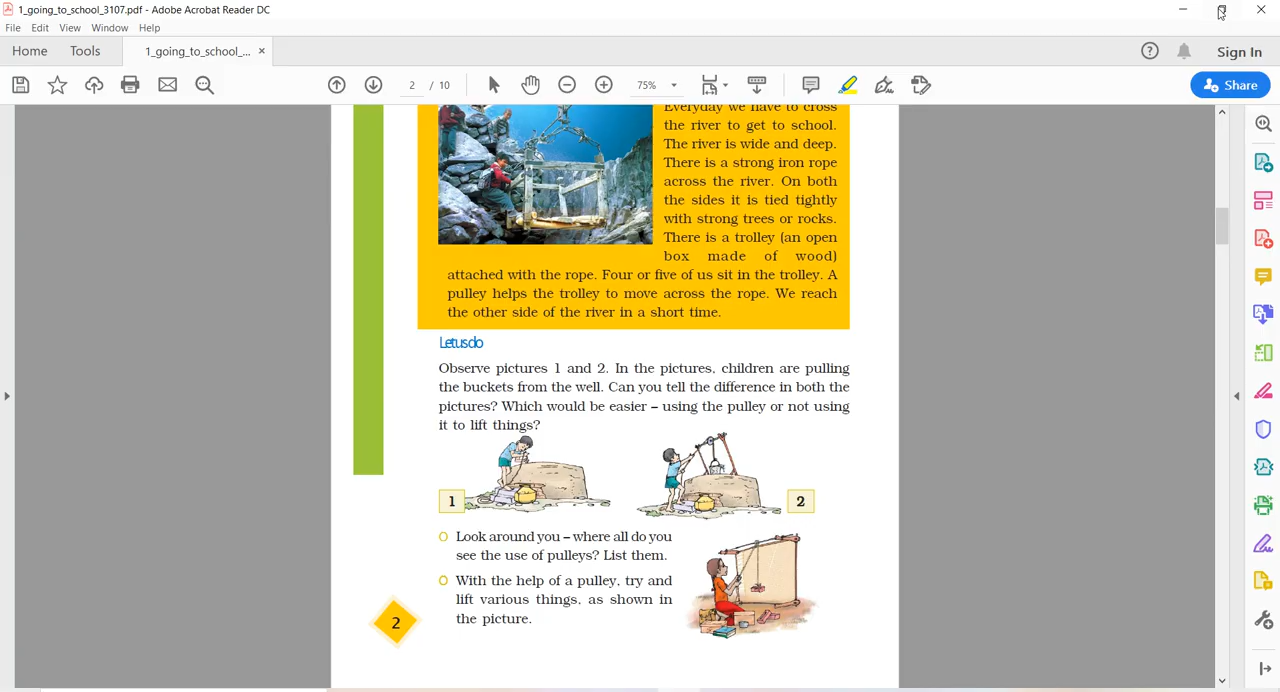 1_going_to_school_3107.pdf - Adobe Acrobat Reader DC
File Edit View Window Help
Home Tools 1_going_to_school_... × Sign In
2 / 10 75% Share
Everyday we have to cross
the river to get to school.
The river is wide and deep.
There is a strong iron rope
across the river. On both
the sides it is tied tightly
with strong trees or rocks.
There is a trolley (an open
box made of wood)
attached with the rope. Four or five of us sit in the trolley. A
pulley helps the trolley to move across the rope. We reach
the other side of the river in a short time.
Let us do
Observe pictures 1 and 2. In the pictures, children are pulling
the buckets from the well. Can you tell the difference in both the
pictures? Which would be easier – using the pulley or not using
it to lift things?
1 2
O Look around you – where all do you
see the use of pulleys? List them.
O With the help of a pulley, try and
lift various things, as shown in
the picture.
2